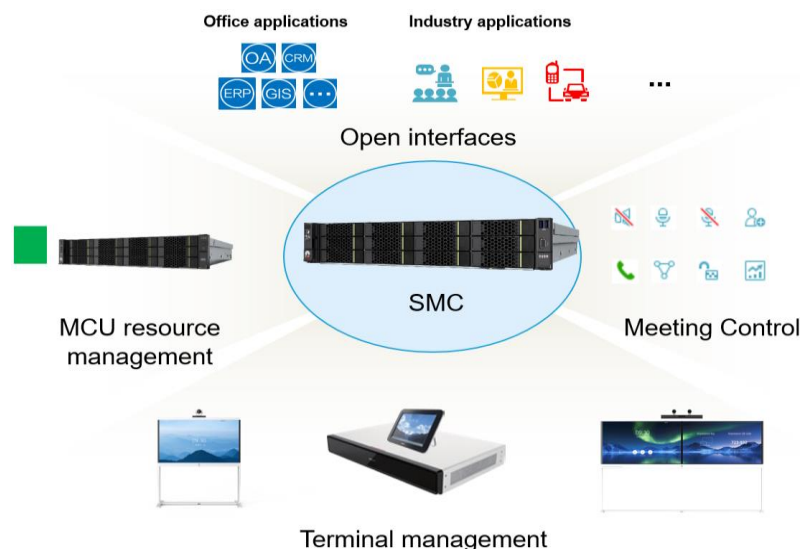 Office applications
Industry applications
OA
CRM
ERP
GIS
...
...
Open interfaces
SMC
MCU resource
management
Meeting Control
Terminal management